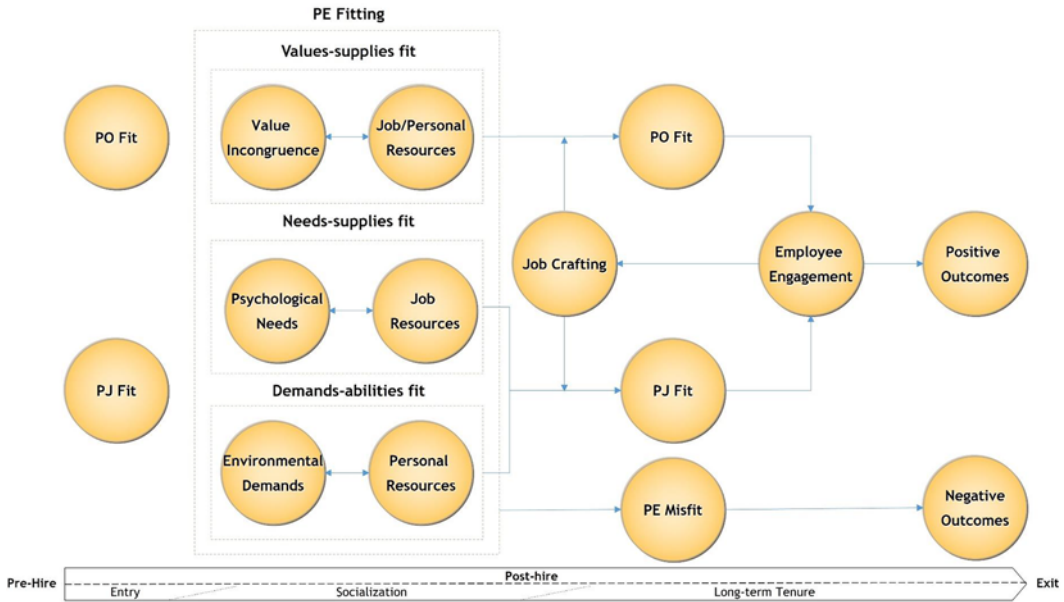 PE Fitting
Values-supplies fit
PO Fit
Value
Incongruence
Job/Personal
Resources
PO Fit
Needs-supplies fit
Psychological
Needs
Job
Resources
Job Crafting
Employee
Engagement
Positive
Outcomes
PJ Fit
Demands-abilities fit
Environmental
Demands
Personal
Resources
PJ Fit
PE Misfit
Negative
Outcomes
Pre-Hire
Post-hire
Exit
Entry
Socialization
Long-term Tenure